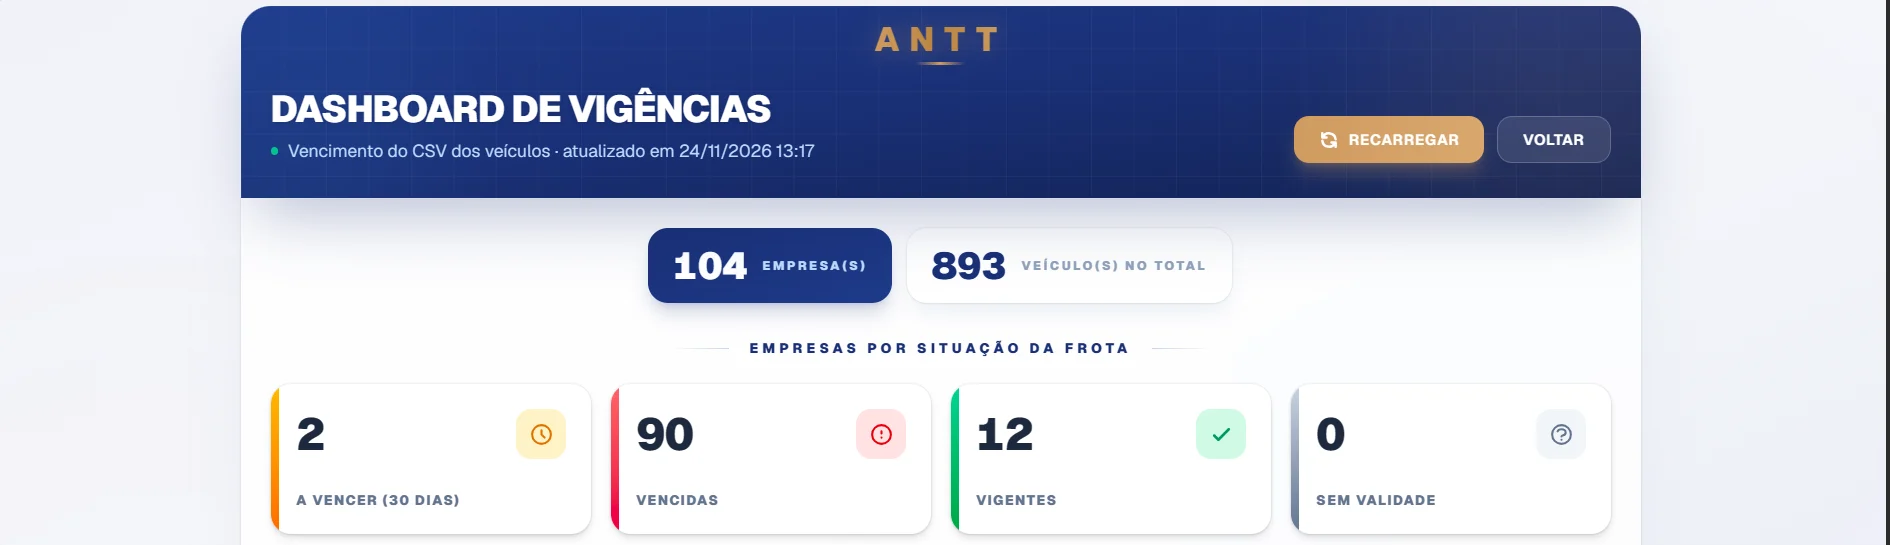 ANTT
DASHBOARD DE VIGÊNCIAS
Vencimento do CSV dos veículos · atualizado em 24/11/2026 13:17
RECARREGAR
VOLTAR
104 EMPRESA(S)
893 VEÍCULO(S) NO TOTAL
EMPRESAS POR SITUAÇÃO DA FROTA
2
A VENCER (30 DIAS)
90
VENCIDAS
12
VIGENTES
0
SEM VALIDADE